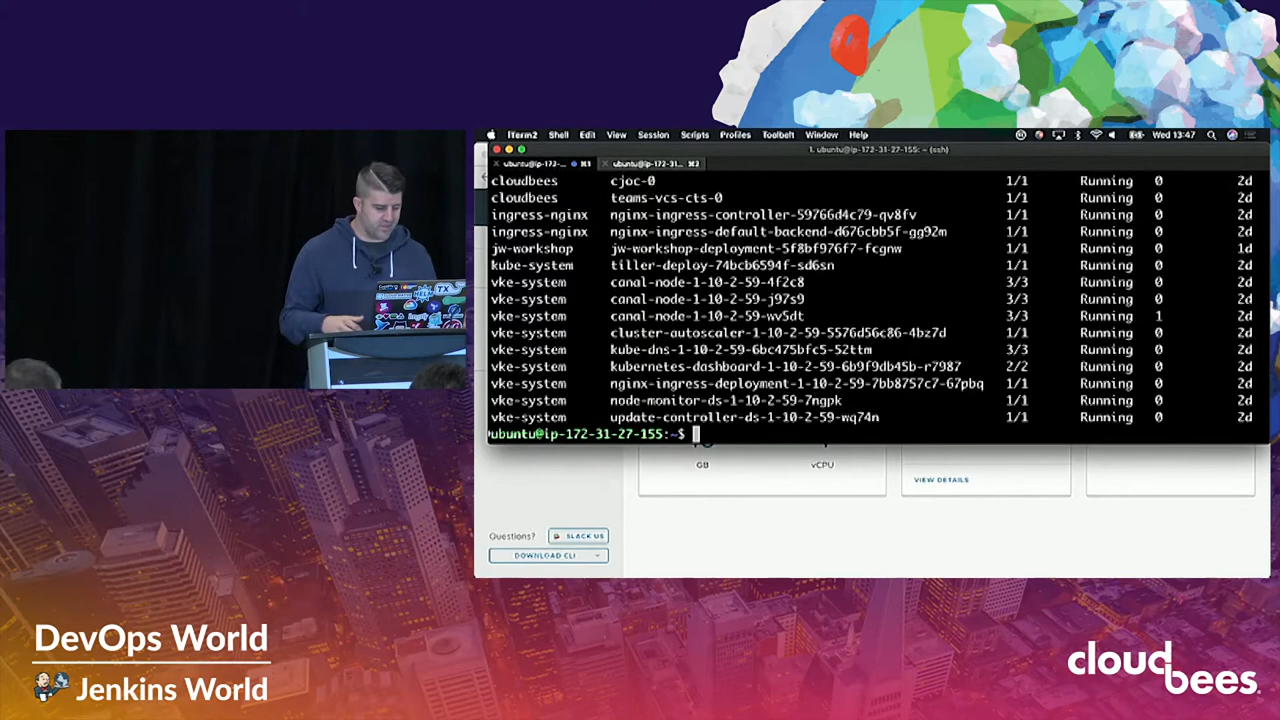 iTerm2 Shell Edit View Session Scripts Profiles Toolbelt Window Help Wed 13:47
1. ubuntu@ip-172-31-27-155: ~ (ssh)
ubuntu@ip-172-... ⌘1 ubuntu@ip-172-31... ⌘2
cloudbees cjoc-0 1/1 Running 0 2d
cloudbees teams-vcs-cts-0 1/1 Running 0 2d
ingress-nginx nginx-ingress-controller-59766d4c79-qv8fv 1/1 Running 0 2d
ingress-nginx nginx-ingress-default-backend-d676cbb5f-gg92m 1/1 Running 0 2d
jw-workshop jw-workshop-deployment-5f8bf976f7-fcgnw 1/1 Running 0 1d
kube-system tiller-deploy-74bcb6594f-sd6sn 1/1 Running 0 2d
vke-system canal-node-1-10-2-59-4f2c8 3/3 Running 0 2d
vke-system canal-node-1-10-2-59-j97s9 3/3 Running 0 2d
vke-system canal-node-1-10-2-59-wv5dt 3/3 Running 1 2d
vke-system cluster-autoscaler-1-10-2-59-5576d56c86-4bz7d 1/1 Running 0 2d
vke-system kube-dns-1-10-2-59-6bc475bfc5-52ttm 3/3 Running 0 2d
vke-system kubernetes-dashboard-1-10-2-59-6b9f9db45b-r7987 2/2 Running 0 2d
vke-system nginx-ingress-deployment-1-10-2-59-7bb8757c7-67pbq 1/1 Running 0 2d
vke-system node-monitor-ds-1-10-2-59-7ngpk 1/1 Running 0 2d
vke-system update-controller-ds-1-10-2-59-wq74n 1/1 Running 0 2d
ubuntu@ip-172-31-27-155:~$
GB vCPU
VIEW DETAILS
Questions? SLACK US
DOWNLOAD CLI
HELM
TX
DevOps World
Jenkins World
cloudbees.